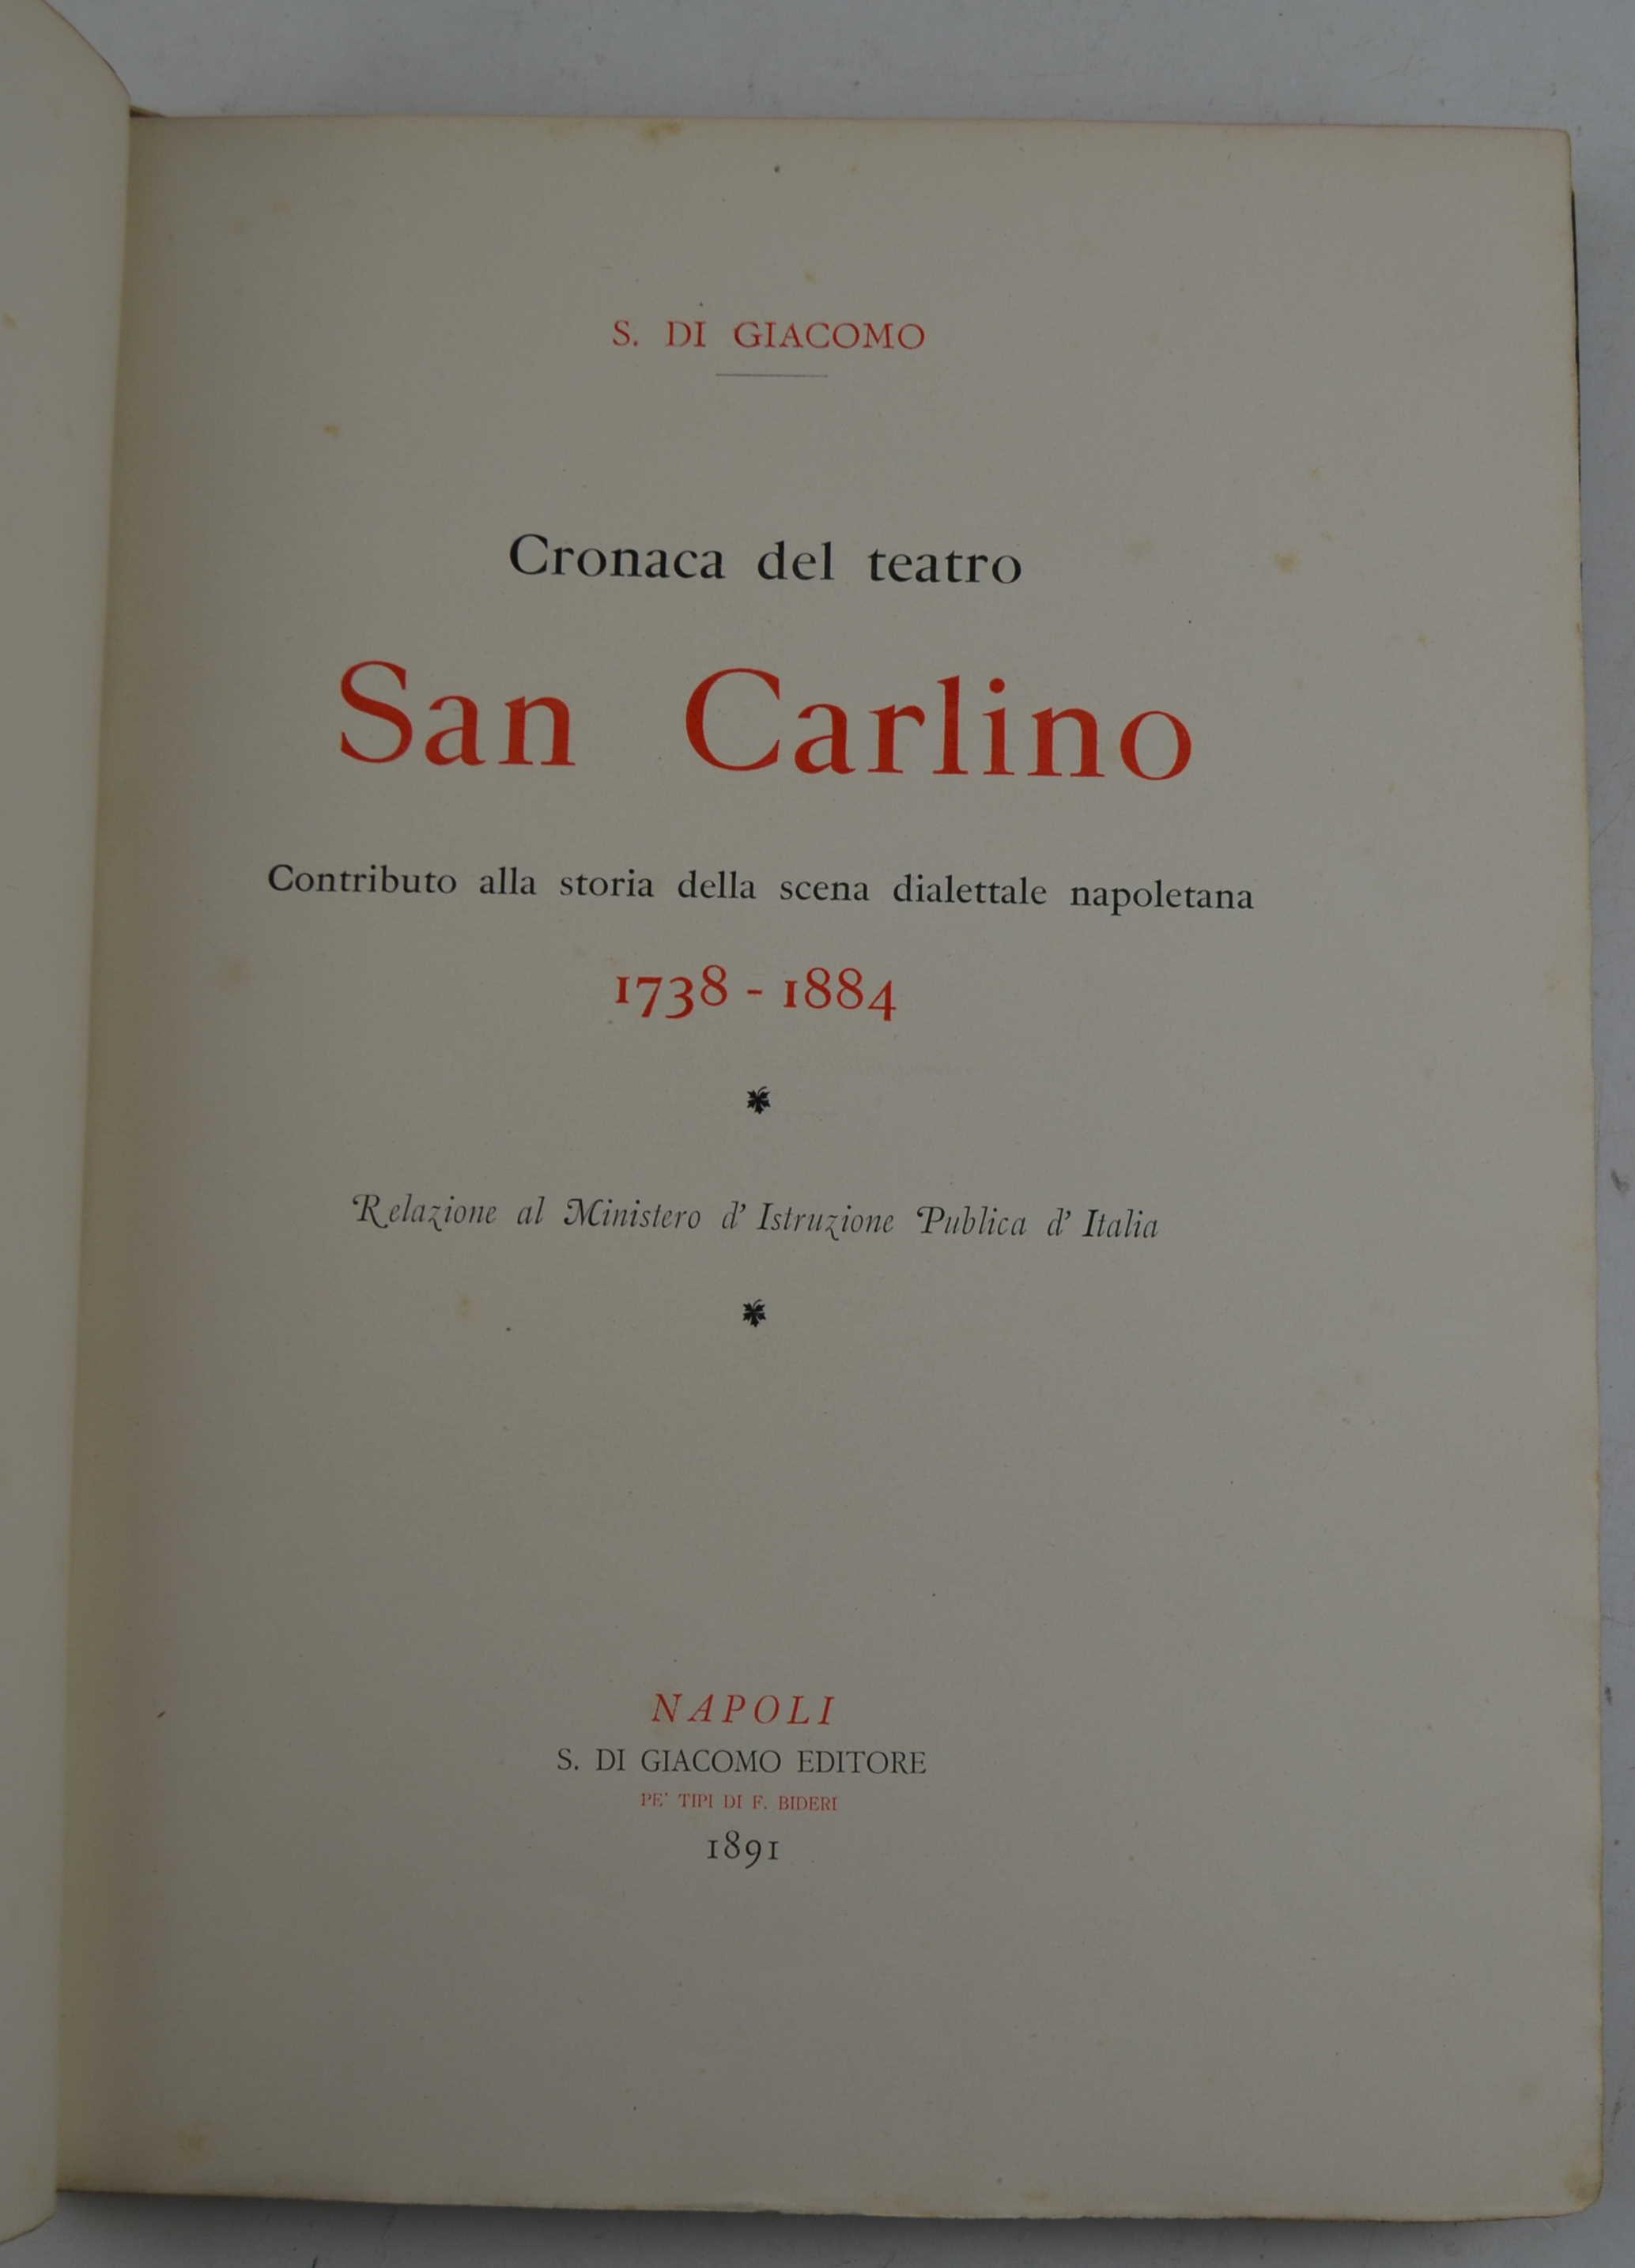 S. DI GIACOMO
Cronaca del teatro
San Carlino
Contributo alla storia della scena dialettale napoletana
1738 - 1884
Relazione al Ministero d' Istruzione Publica d' Italia
NAPOLI
S. DI GIACOMO EDITORE
PE' TIPI DI F. BIDERI
1891